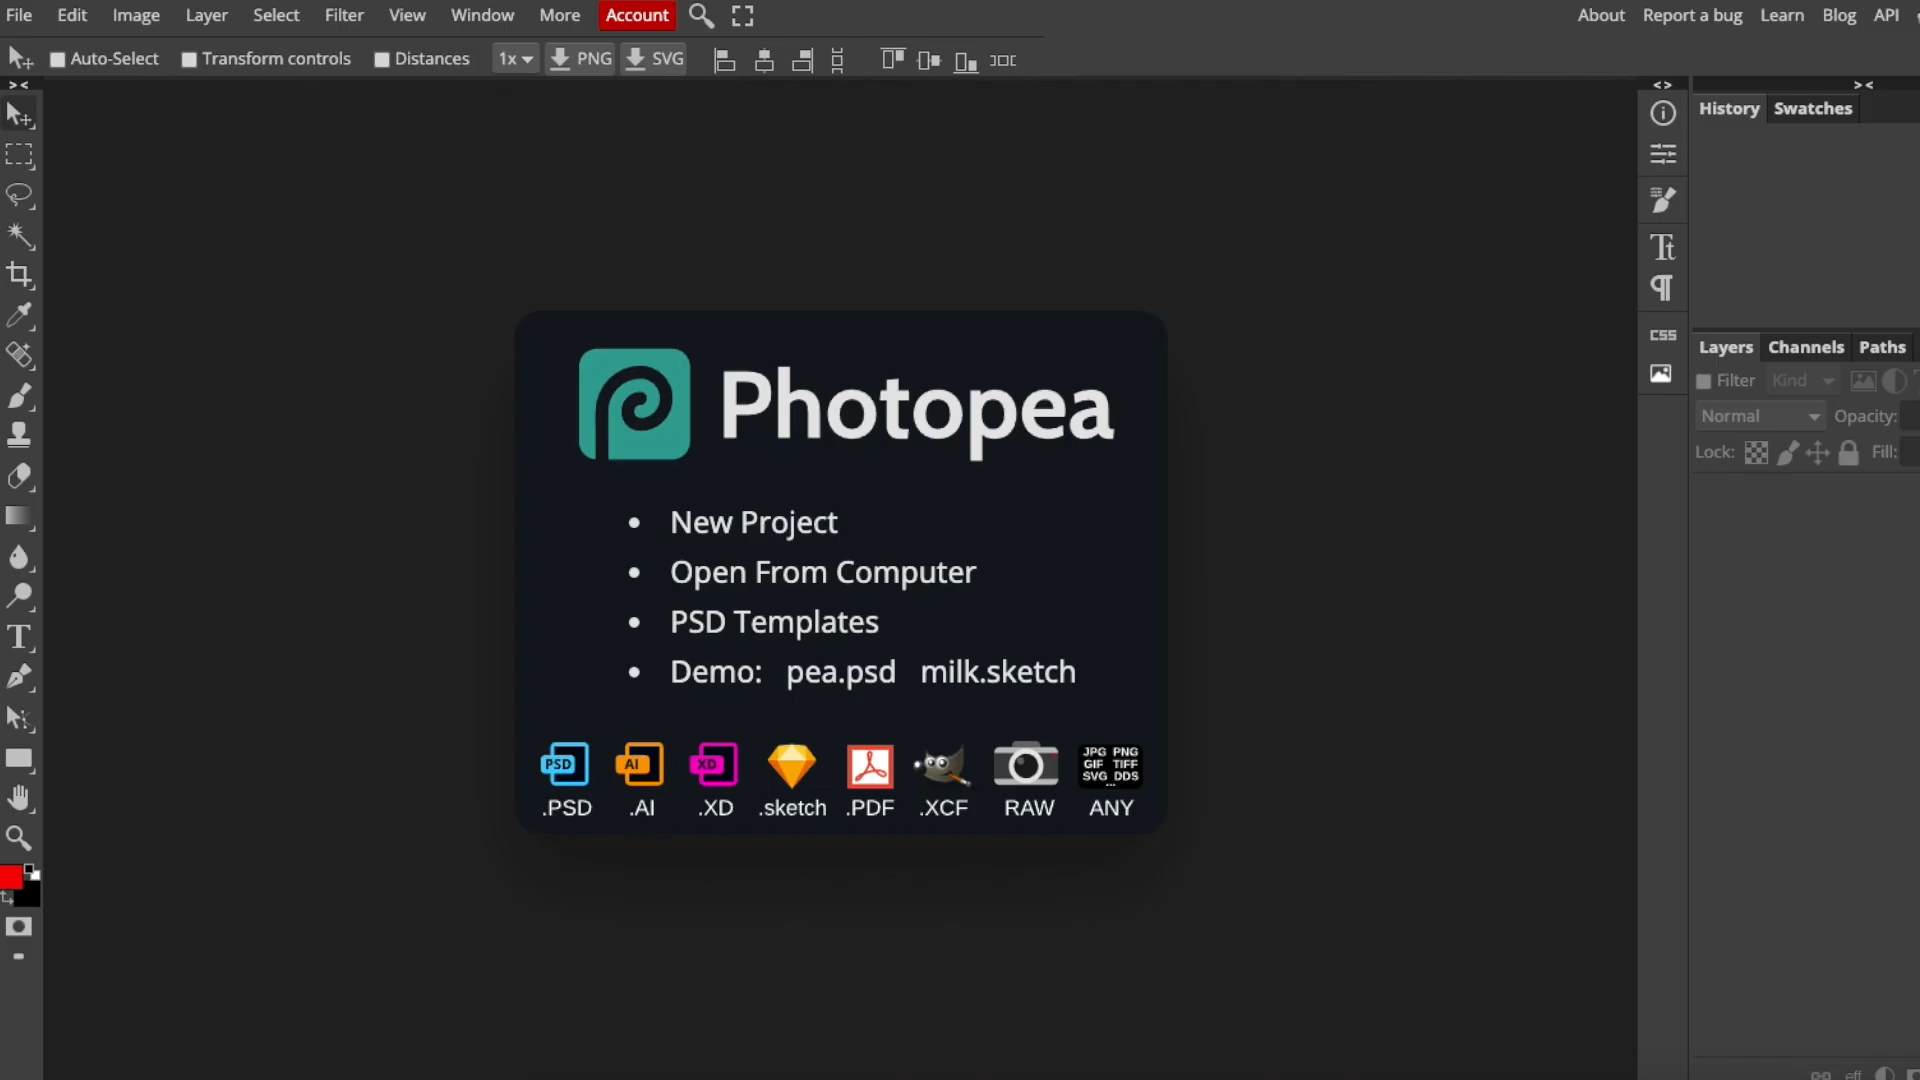 File Edit Image Layer Select Filter View Window More Account About Report a bug Learn Blog API
Auto-Select Transform controls Distances 1x PNG SVG
History Swatches
CSS
Layers Channels Paths
Filter Kind
Normal Opacity:
Lock: Fill:
Photopea
• New Project
• Open From Computer
• PSD Templates
• Demo: pea.psd milk.sketch
PSD AI XD JPG PNG
GIF TIFF
SVG DDS
...
.PSD .AI .XD .sketch .PDF .XCF RAW ANY
eff